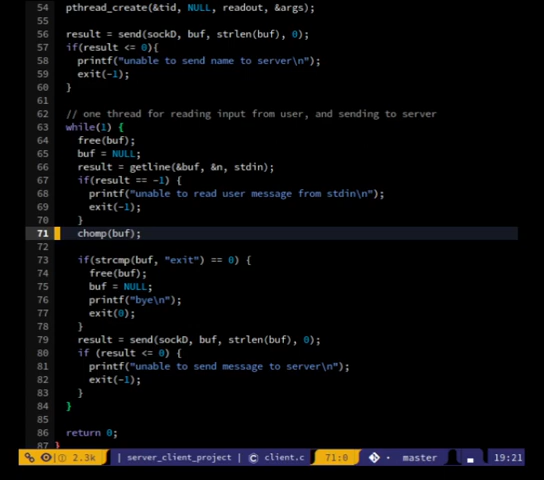 54 pthread_create(&tid, NULL, readout, &args);
55
56 result = send(sockD, buf, strlen(buf), 0);
57 if(result <= 0){
58 printf("unable to send name to server\n");
59 exit(-1);
60 }
61
62 // one thread for reading input from user, and sending to server
63 while(1) {
64 free(buf);
65 buf = NULL;
66 result = getline(&buf, &n, stdin);
67 if(result == -1) {
68 printf("unable to read user message from stdin\n");
69 exit(-1);
70 }
71 chomp(buf);
72
73 if(strcmp(buf, "exit") == 0) {
74 free(buf);
75 buf = NULL;
76 printf("bye\n");
77 exit(0);
78 }
79 result = send(sockD, buf, strlen(buf), 0);
80 if (result <= 0) {
81 printf("unable to send message to server\n");
82 exit(-1);
83 }
84 }
85
86 return 0;
87 }
2.3k | server_client_project | C client.c 71:0 master 19:21